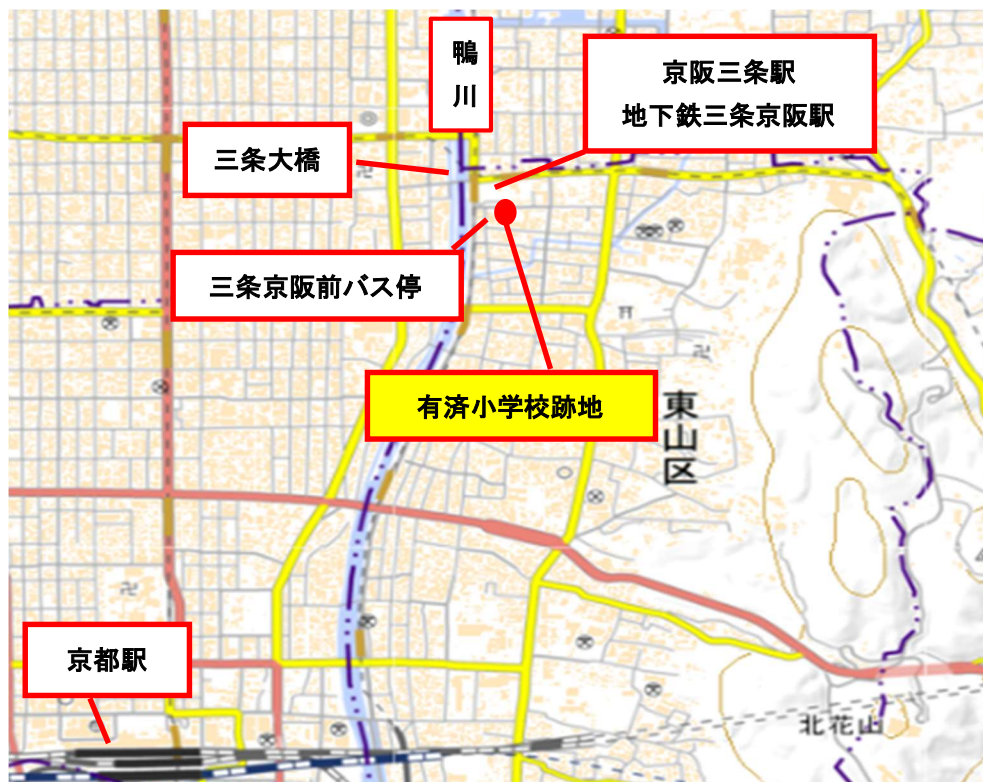 鴨
川
京阪三条駅
地下鉄三条京阪駅
三条大橋
三条京阪前バス停
有済小学校跡地
東山区
京都駅
北花山